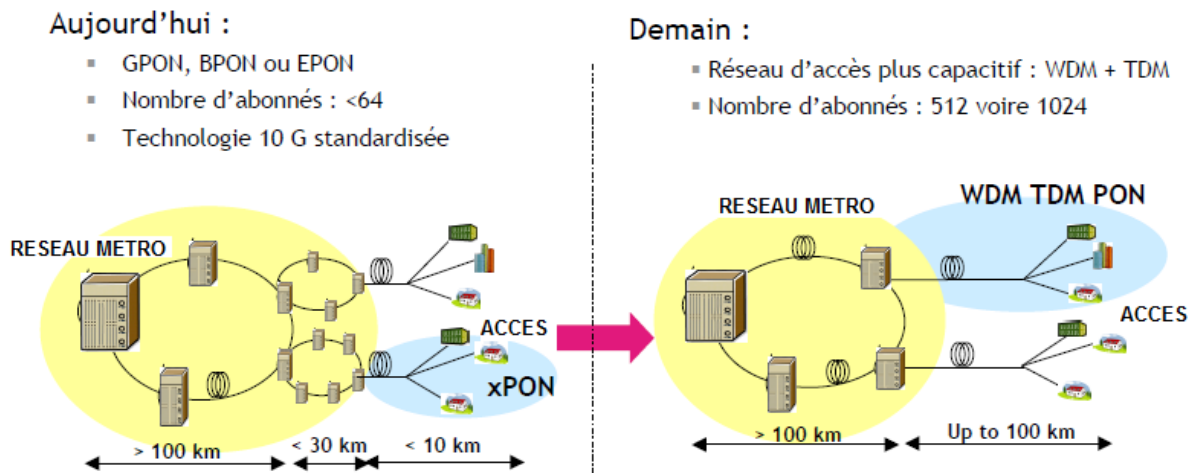 Aujourd'hui :
▪ GPON, BPON ou EPON
▪ Nombre d'abonnés : <64
▪ Technologie 10 G standardisée
RESEAU METRO
ACCES
xPON
> 100 km
< 30 km
< 10 km
Demain :
▪ Réseau d'accès plus capacitif : WDM + TDM
▪ Nombre d'abonnés : 512 voire 1024
WDM TDM PON
RESEAU METRO
ACCES
> 100 km
Up to 100 km